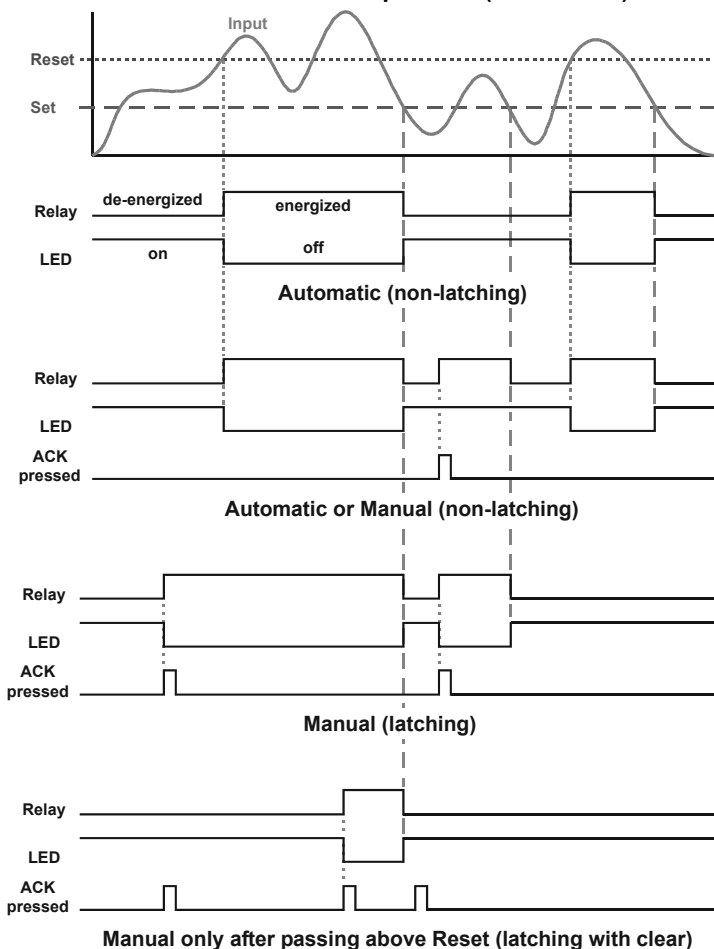 Input
Reset
Set
de-energized
energized
Relay
LED
on
off
Automatic (non-latching)
Relay
LED
ACK
pressed
Automatic or Manual (non-latching)
Relay
LED
ACK
pressed
Manual (latching)
Relay
LED
ACK
pressed
Manual only after passing above Reset (latching with clear)